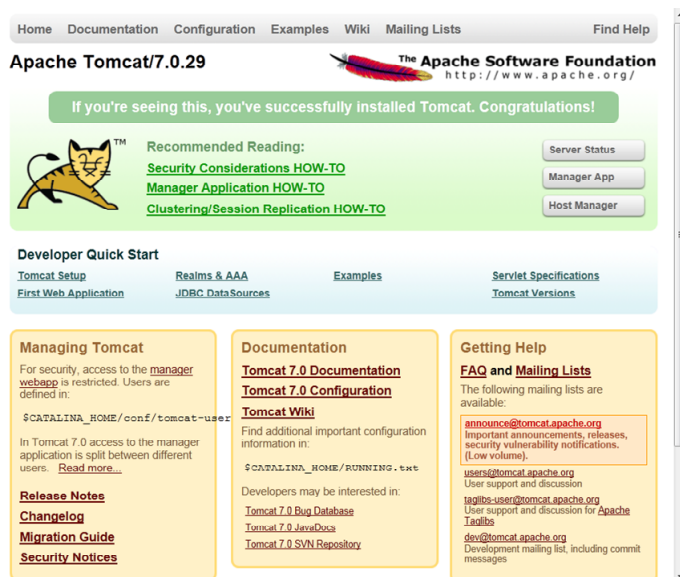 Home Documentation Configuration Examples Wiki Mailing Lists Find Help
Apache Tomcat/7.0.29
The Apache Software Foundation
http://www.apache.org/
If you're seeing this, you've successfully installed Tomcat. Congratulations!
TM
Recommended Reading:
Security Considerations HOW-TO
Manager Application HOW-TO
Clustering/Session Replication HOW-TO
Server Status
Manager App
Host Manager
Developer Quick Start
Tomcat Setup
First Web Application
Realms & AAA
JDBC DataSources
Examples
Servlet Specifications
Tomcat Versions
Managing Tomcat
For security, access to the manager
webapp is restricted. Users are
defined in:
$CATALINA_HOME/conf/tomcat-user
In Tomcat 7.0 access to the manager
application is split between different
users. Read more...
Release Notes
Changelog
Migration Guide
Security Notices
Documentation
Tomcat 7.0 Documentation
Tomcat 7.0 Configuration
Tomcat Wiki
Find additional important configuration
information in:
$CATALINA_HOME/RUNNING.txt
Developers may be interested in:
Tomcat 7.0 Bug Database
Tomcat 7.0 JavaDocs
Tomcat 7.0 SVN Repository
Getting Help
FAQ and Mailing Lists
The following mailing lists are
available:
announce@tomcat.apache.org
Important announcements, releases,
security vulnerability notifications.
(Low volume).
users@tomcat.apache.org
User support and discussion
taglibs-user@tomcat.apache.org
User support and discussion for Apache
Taglibs
dev@tomcat.apache.org
Development mailing list, including commit
messages